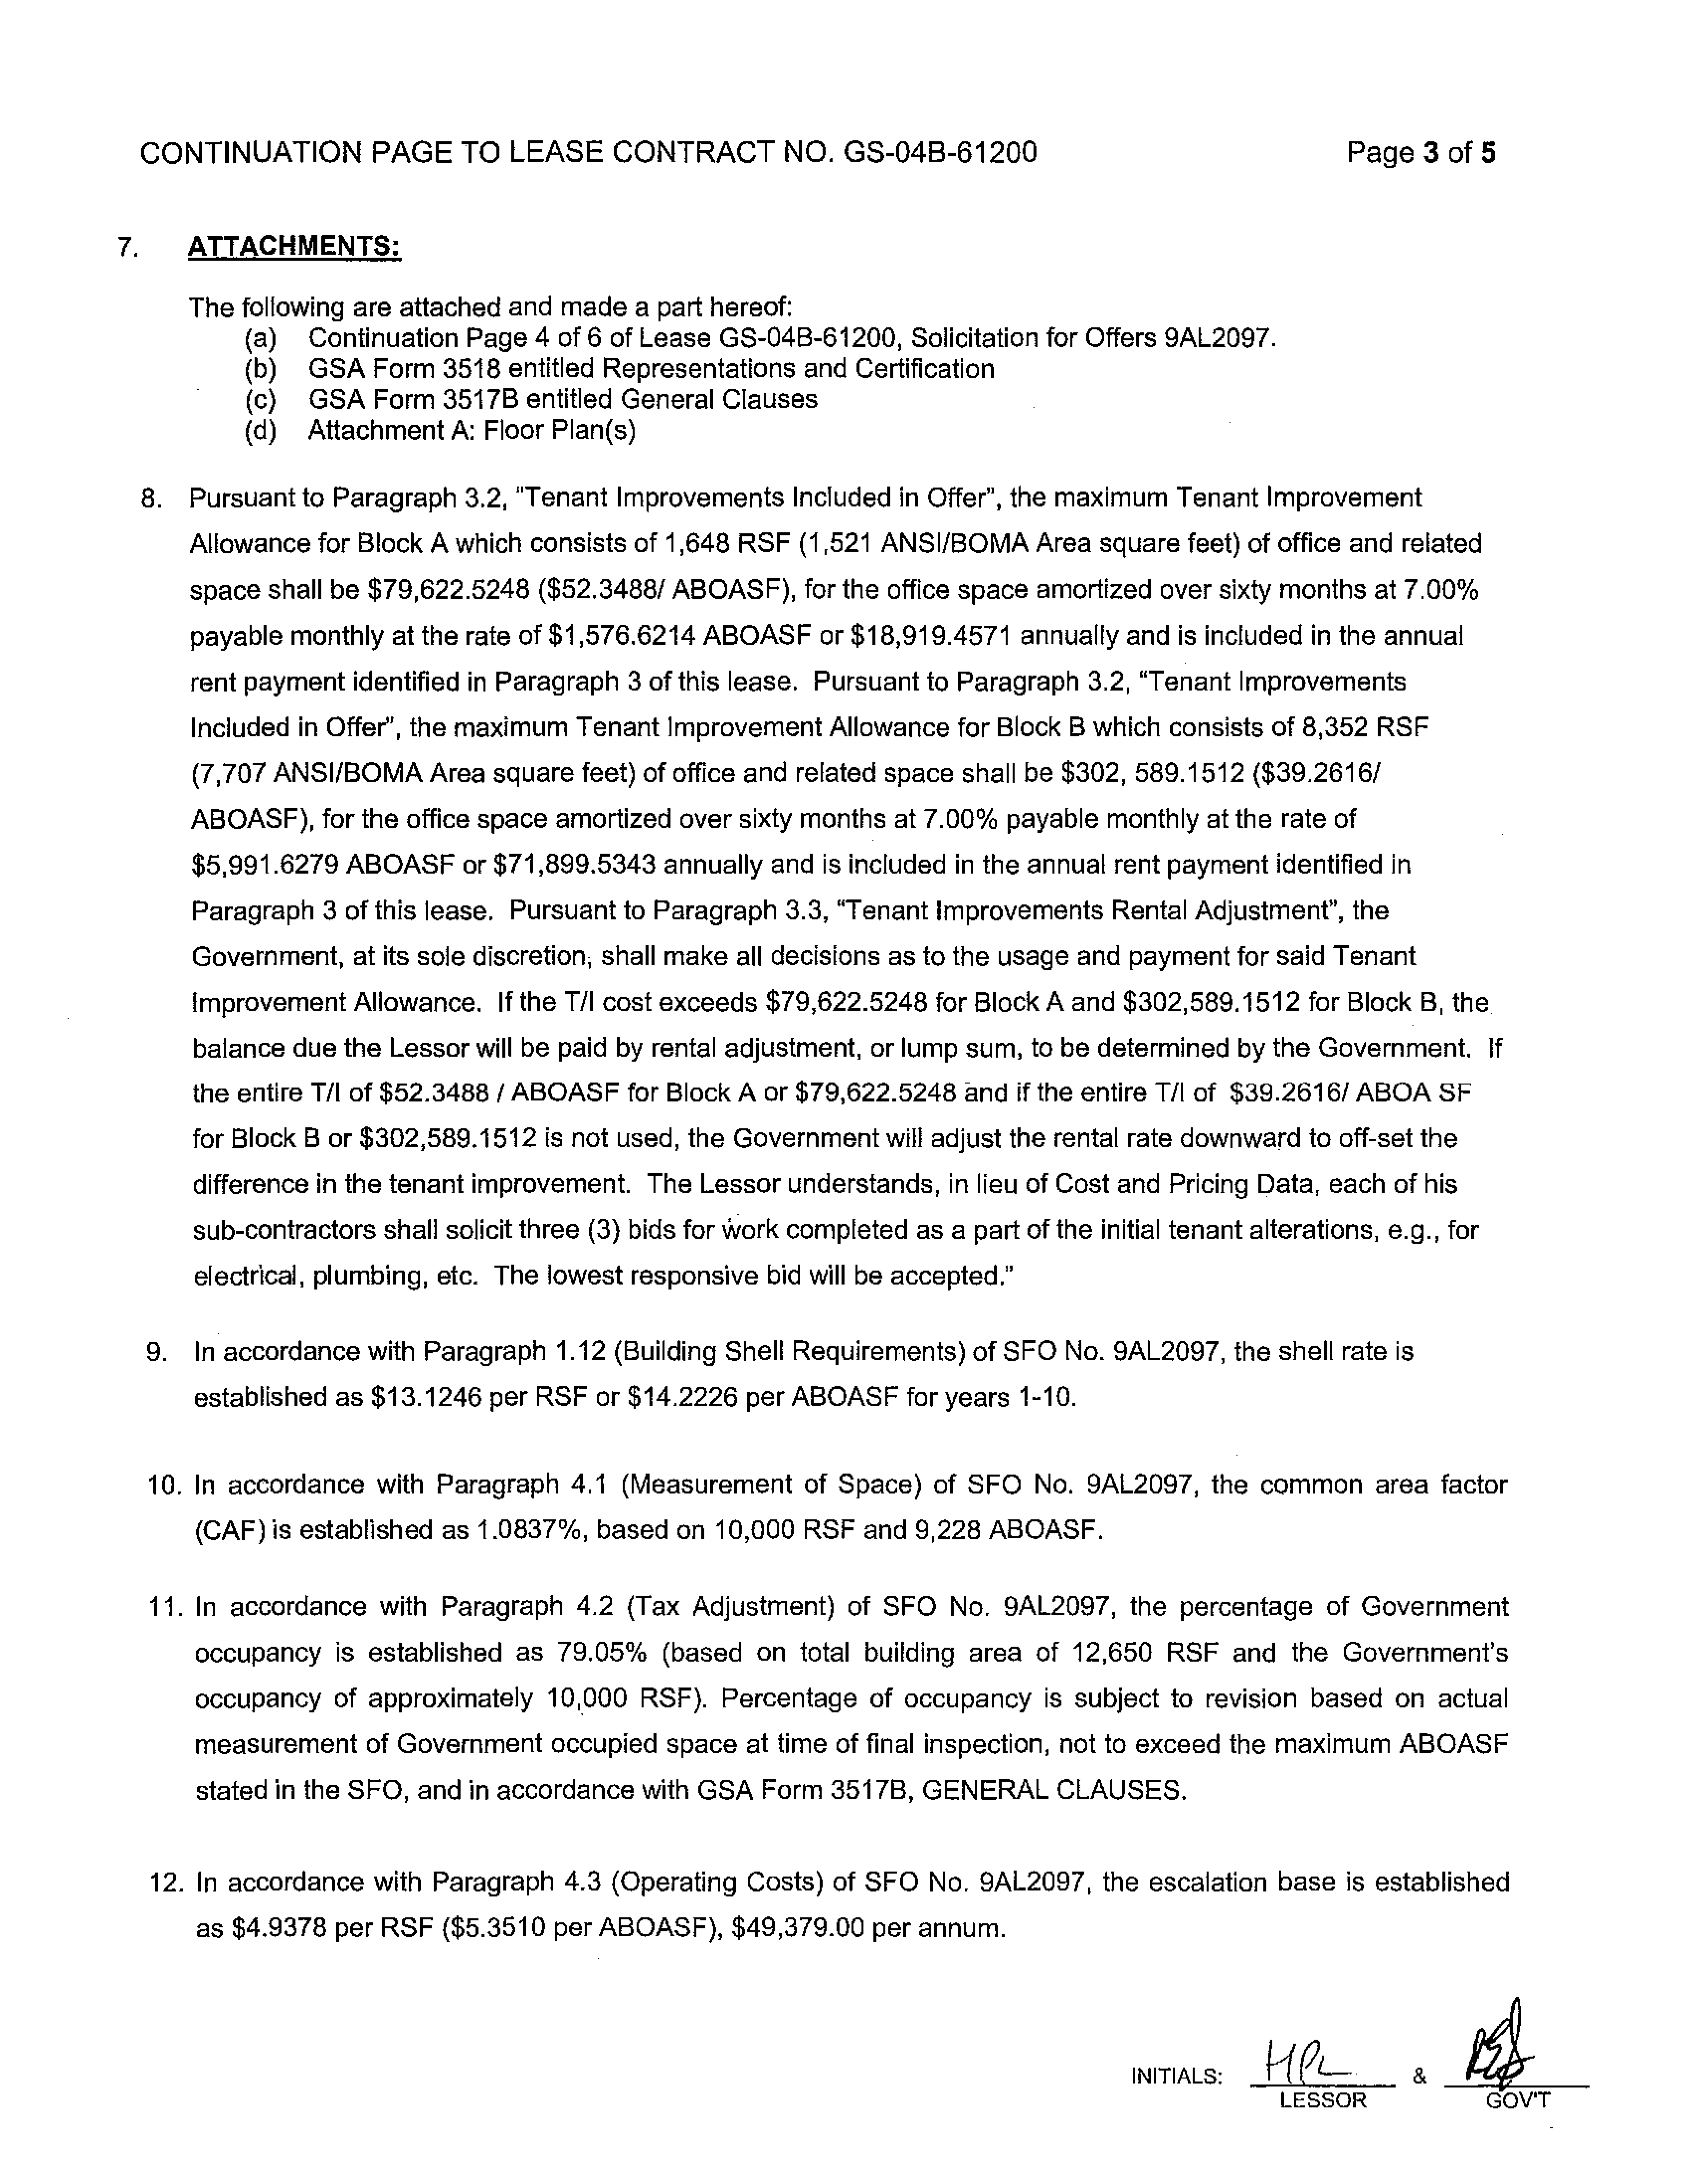 CONTINUATION PAGE TO LEASE CONTRACT NO. GS-04B-61200 Page 3 of 5
7. ATTACHMENTS:
The following are attached and made a part hereof:
(a) Continuation Page 4 of 6 of Lease GS-04B-61200, Solicitation for Offers 9AL2097.
(b) GSA Form 3518 entitled Representations and Certification
(c) GSA Form 3517B entitled General Clauses
(d) Attachment A: Floor Plan(s)
8. Pursuant to Paragraph 3.2, "Tenant Improvements Included in Offer", the maximum Tenant Improvement
Allowance for Block A which consists of 1,648 RSF (1,521 ANSI/BOMA Area square feet) of office and related
space shall be $79,622.5248 ($52.3488/ ABOASF), for the office space amortized over sixty months at 7.00%
payable monthly at the rate of $1,576.6214 ABOASF or $18,919.4571 annually and is included in the annual
rent payment identified in Paragraph 3 of this lease. Pursuant to Paragraph 3.2, "Tenant Improvements
Included in Offer", the maximum Tenant Improvement Allowance for Block B which consists of 8,352 RSF
(7,707 ANSI/BOMA Area square feet) of office and related space shall be $302, 589.1512 ($39.2616/
ABOASF), for the office space amortized over sixty months at 7.00% payable monthly at the rate of
$5,991.6279 ABOASF or $71,899.5343 annually and is included in the annual rent payment identified in
Paragraph 3 of this lease. Pursuant to Paragraph 3.3, "Tenant Improvements Rental Adjustment", the
Government, at its sole discretion, shall make all decisions as to the usage and payment for said Tenant
Improvement Allowance. If the T/I cost exceeds $79,622.5248 for Block A and $302,589.1512 for Block B, the
balance due the Lessor will be paid by rental adjustment, or lump sum, to be determined by the Government. If
the entire T/I of $52.3488 / ABOASF for Block A or $79,622.5248 and if the entire T/I of $39.2616/ ABOA SF
for Block B or $302,589.1512 is not used, the Government will adjust the rental rate downward to off-set the
difference in the tenant improvement. The Lessor understands, in lieu of Cost and Pricing Data, each of his
sub-contractors shall solicit three (3) bids for work completed as a part of the initial tenant alterations, e.g., for
electrical, plumbing, etc. The lowest responsive bid will be accepted."
9. In accordance with Paragraph 1.12 (Building Shell Requirements) of SFO No. 9AL2097, the shell rate is
established as $13.1246 per RSF or $14.2226 per ABOASF for years 1-10.
10. In accordance with Paragraph 4.1 (Measurement of Space) of SFO No. 9AL2097, the common area factor
(CAF) is established as 1.0837%, based on 10,000 RSF and 9,228 ABOASF.
11. In accordance with Paragraph 4.2 (Tax Adjustment) of SFO No. 9AL2097, the percentage of Government
occupancy is established as 79.05% (based on total building area of 12,650 RSF and the Government's
occupancy of approximately 10,000 RSF). Percentage of occupancy is subject to revision based on actual
measurement of Government occupied space at time of final inspection, not to exceed the maximum ABOASF
stated in the SFO, and in accordance with GSA Form 3517B, GENERAL CLAUSES.
12. In accordance with Paragraph 4.3 (Operating Costs) of SFO No. 9AL2097, the escalation base is established
as $4.9378 per RSF ($5.3510 per ABOASF), $49,379.00 per annum.
INITIALS: &
LESSOR GOV'T